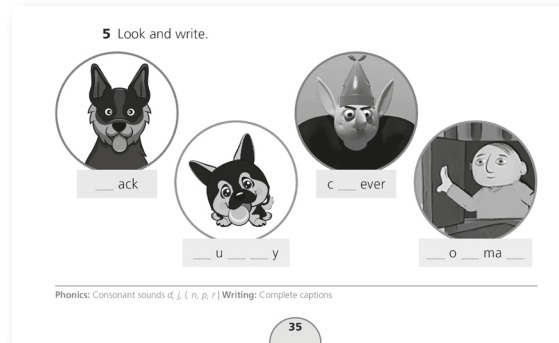 5 Look and write.
___ ack
c ___ ever
___ u ___ ___ y
___ o ___ ma ___
Phonics: Consonant sounds d, j, l, n, p, r | Writing: Complete captions
35